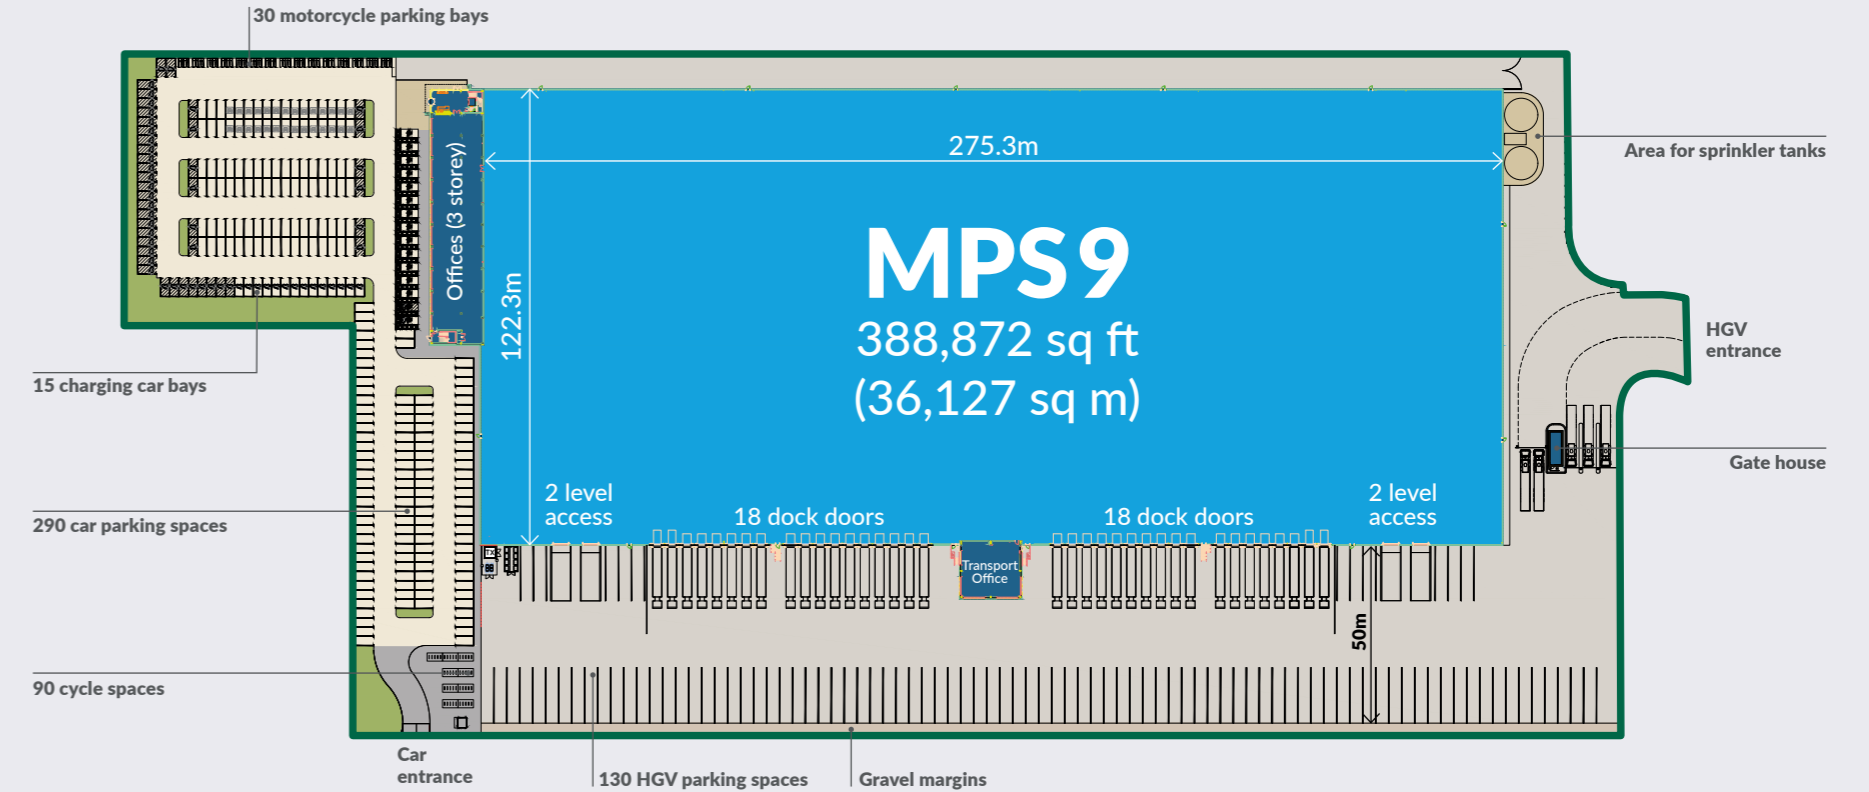 30 motorcycle parking bays
275.3m
Area for sprinkler tanks
Offices (3 storey)
122.3m
MPS 9
388,872 sq ft
(36,127 sq m)
HGV
entrance
15 charging car bays
Gate house
2 level
access
18 dock doors
18 dock doors
2 level
access
290 car parking spaces
TX
Transport
Office
50m
90 cycle spaces
Car
entrance
130 HGV parking spaces
Gravel margins